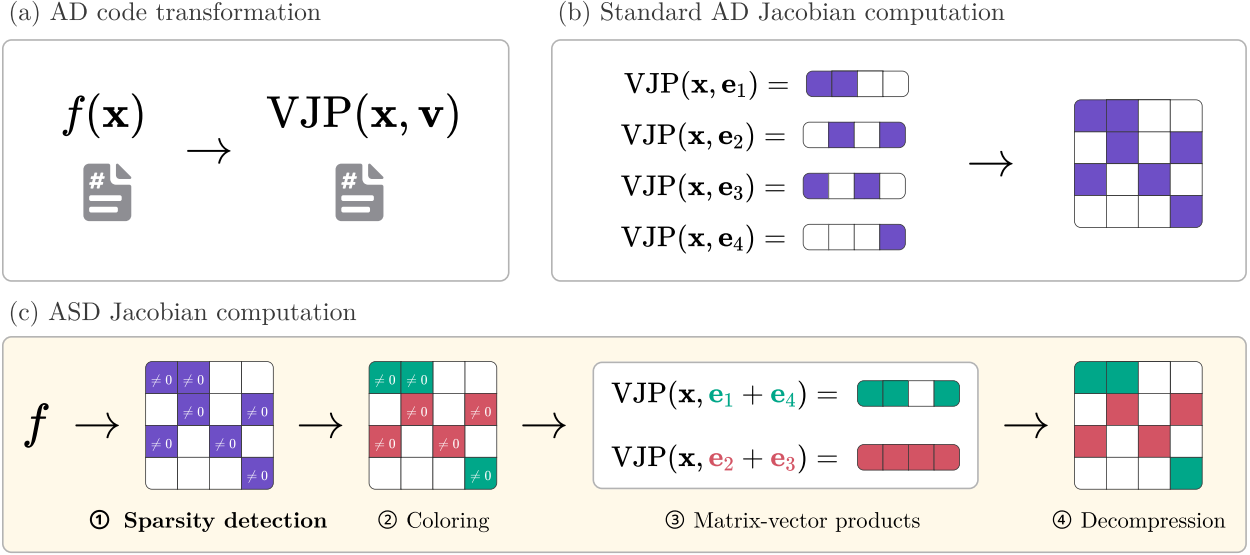 (a) AD code transformation
f(x) → VJP(x, v)
# #
(b) Standard AD Jacobian computation
VJP(x, e₁) =
VJP(x, e₂) =
VJP(x, e₃) =
VJP(x, e₄) =
→
(c) ASD Jacobian computation
f → → → →
≠ 0 ≠ 0
≠ 0 ≠ 0
≠ 0 ≠ 0
≠ 0
① Sparsity detection
≠ 0 ≠ 0
≠ 0 ≠ 0
≠ 0 ≠ 0
≠ 0
② Coloring
VJP(x, e₁ + e₄) =
VJP(x, e₂ + e₃) =
③ Matrix-vector products
④ Decompression